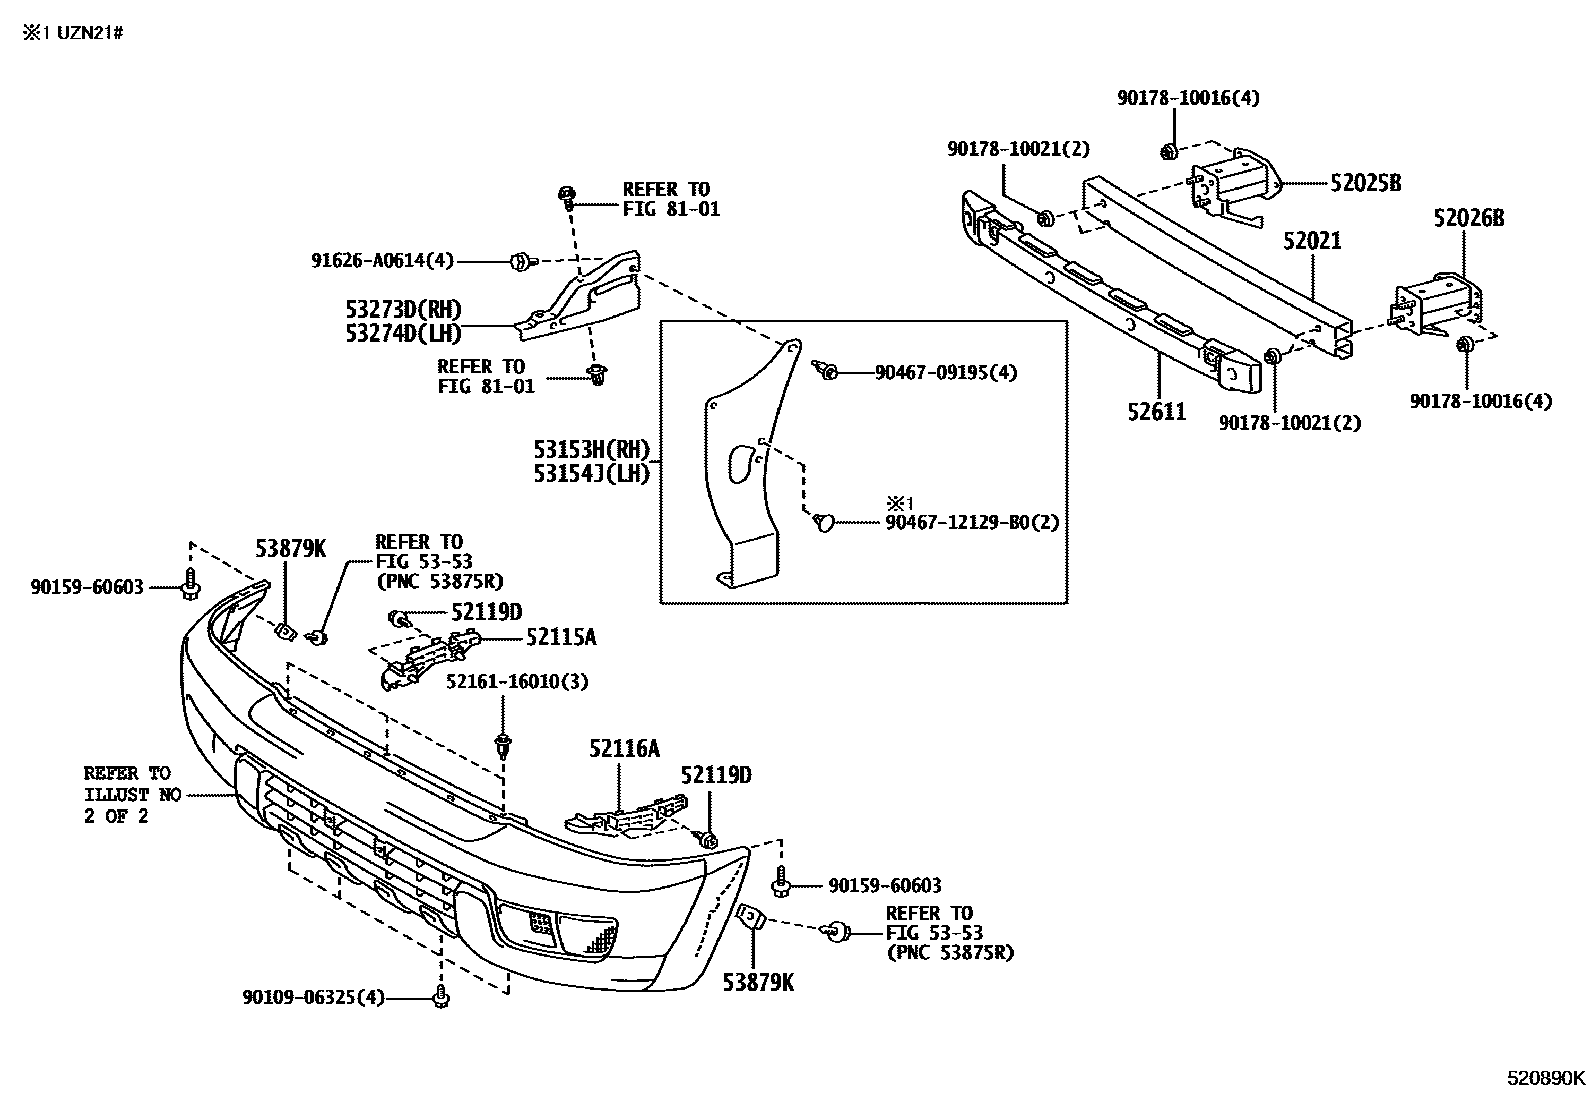 ※1 UZN21#
90178-10016(4)
90178-10021(2)
52025B
52026B
52021
REFER TO
FIG 81-01
91626-A0614(4)
53273D(RH)
53274D(LH)
REFER TO
FIG 81-01
90467-09195(4)
52611
90178-10021(2)
90178-10016(4)
53153H(RH)
53154J(LH)
※1
90467-12129-B0(2)
53879K
REFER TO
FIG 53-53
(PNC 53875R)
90159-60603
52119D
52115A
52161-16010(3)
52116A
52119D
REFER TO
ILLUST NO
2 OF 2
90159-60603
REFER TO
FIG 53-53
(PNC 53875R)
53879K
90109-06325(4)
520890K